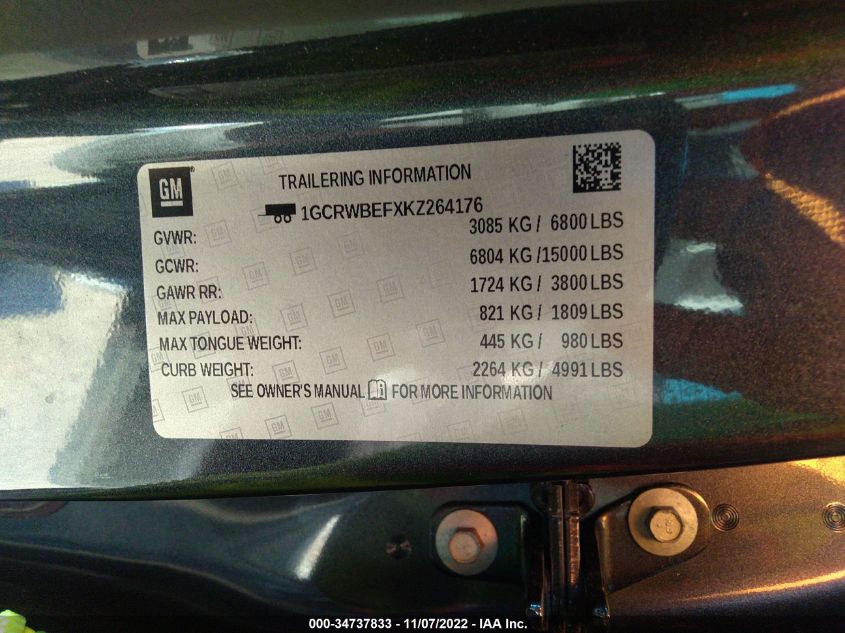 GM
TRAILERING INFORMATION
1GCRWBEFXKZ264176
GVWR: 3085 KG / 6800 LBS
GCWR: 6804 KG /15000 LBS
GAWR RR: 1724 KG / 3800 LBS
MAX PAYLOAD: 821 KG / 1809 LBS
MAX TONGUE WEIGHT: 445 KG / 980 LBS
CURB WEIGHT: 2264 KG / 4991 LBS
SEE OWNER'S MANUAL FOR MORE INFORMATION
000-34737833 - 11/07/2022 - IAA Inc.